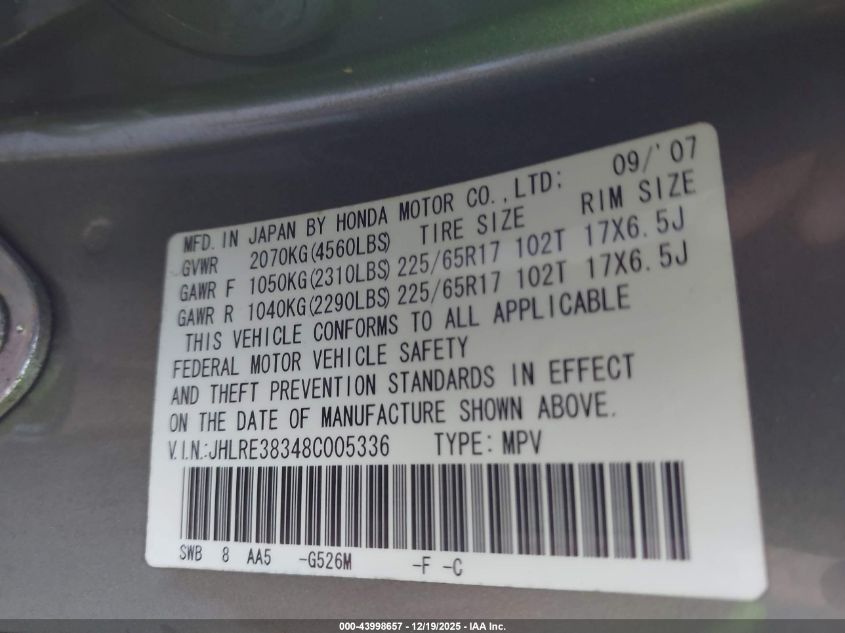 MFD. IN JAPAN BY HONDA MOTOR CO., LTD: 09/'07
GVWR 2070KG(4560LBS) TIRE SIZE RIM SIZE
GAWR F 1050KG(2310LBS) 225/65R17 102T 17X6.5J
GAWR R 1040KG(2290LBS) 225/65R17 102T 17X6.5J
THIS VEHICLE CONFORMS TO ALL APPLICABLE
FEDERAL MOTOR VEHICLE SAFETY
AND THEFT PREVENTION STANDARDS IN EFFECT
ON THE DATE OF MANUFACTURE SHOWN ABOVE.
V.I.N.:JHLRE38348C005336 TYPE: MPV
SWB 8 AA5 -G526M -F -C
000-43998657 - 12/19/2025 - IAA Inc.